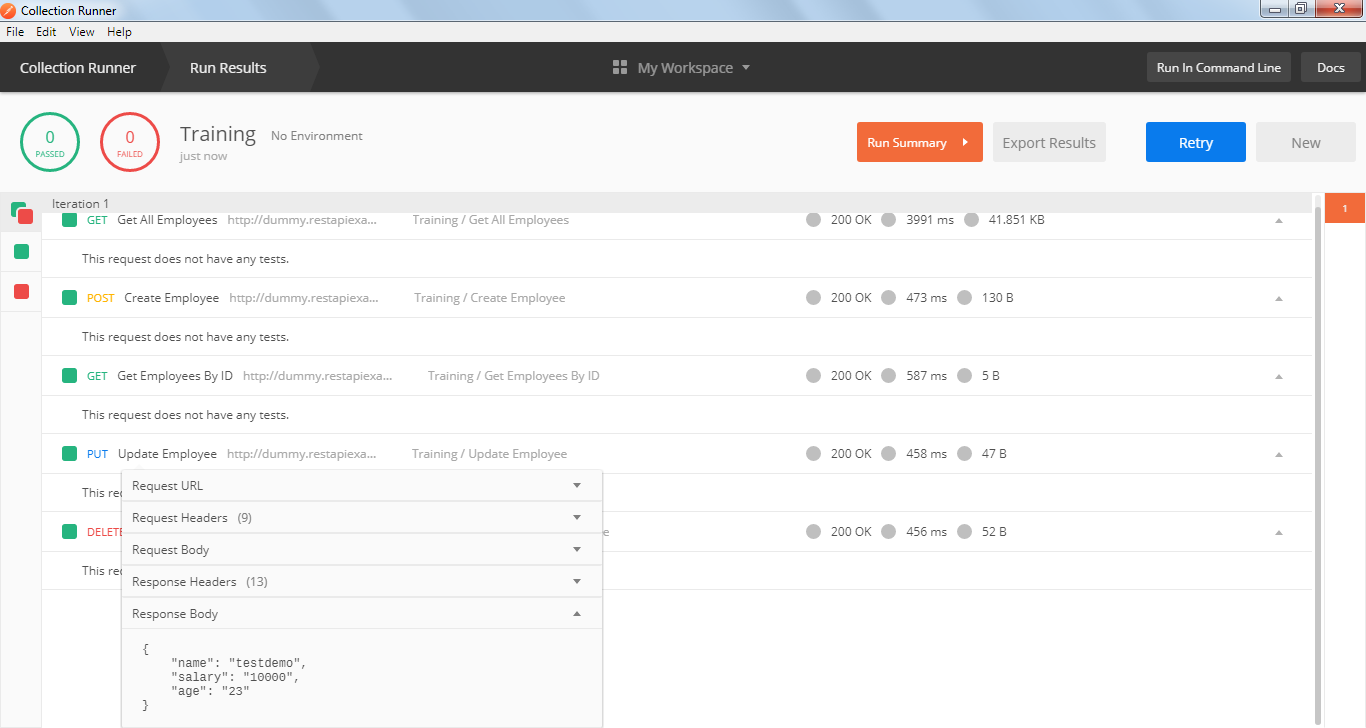 Collection Runner
File Edit View Help
Collection Runner Run Results My Workspace Run In Command Line Docs
0 PASSED 0 FAILED Training No Environment Run Summary Export Results Retry New
just now
Iteration 1 1
GET Get All Employees http://dummy.restapiexa... Training / Get All Employees 200 OK 3991 ms 41.851 KB
This request does not have any tests.
POST Create Employee http://dummy.restapiexa... Training / Create Employee 200 OK 473 ms 130 B
This request does not have any tests.
GET Get Employees By ID http://dummy.restapiexa... Training / Get Employees By ID 200 OK 587 ms 5 B
This request does not have any tests.
PUT Update Employee http://dummy.restapiexa... Training / Update Employee 200 OK 458 ms 47 B
This
Request URL
Request Headers (9)
DELETE 200 OK 456 ms 52 B
Request Body
This
Response Headers (13)
Response Body
{
"name": "testdemo",
"salary": "10000",
"age": "23"
}